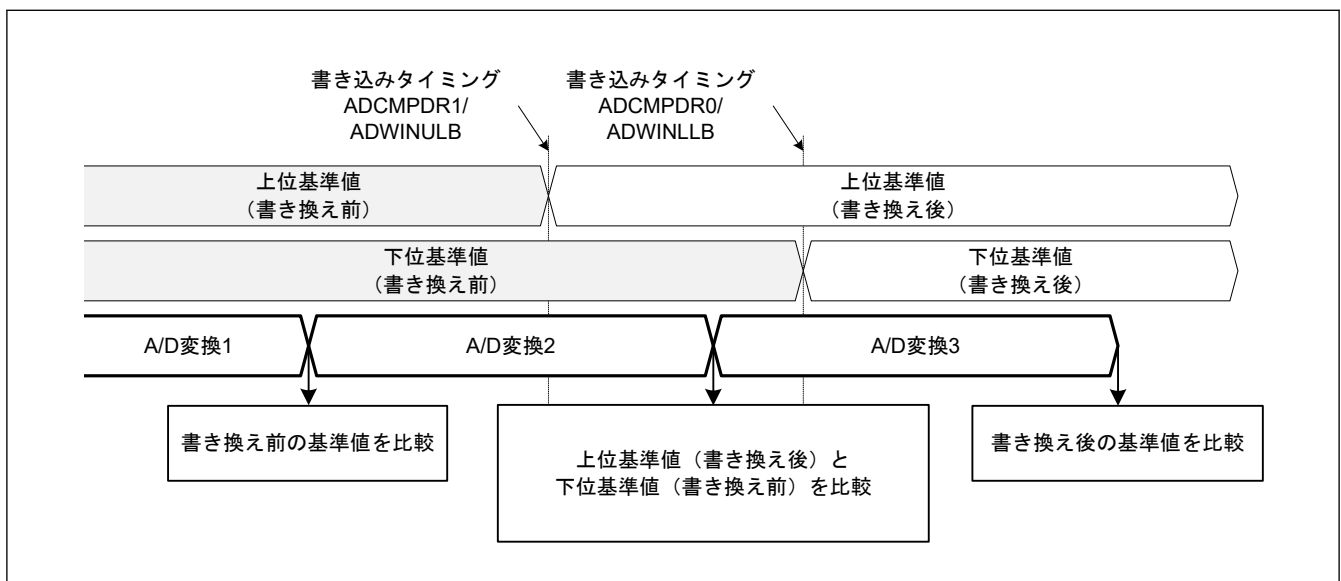 書き込みタイミング
ADCMPDR1/
ADWINULB
書き込みタイミング
ADCMPDR0/
ADWINLLB
上位基準値
（書き換え前）
上位基準値
（書き換え後）
下位基準値
（書き換え前）
下位基準値
（書き換え後）
A/D変換1
A/D変換2
A/D変換3
書き換え前の基準値を比較
上位基準値（書き換え後）と
下位基準値（書き換え前）を比較
書き換え後の基準値を比較